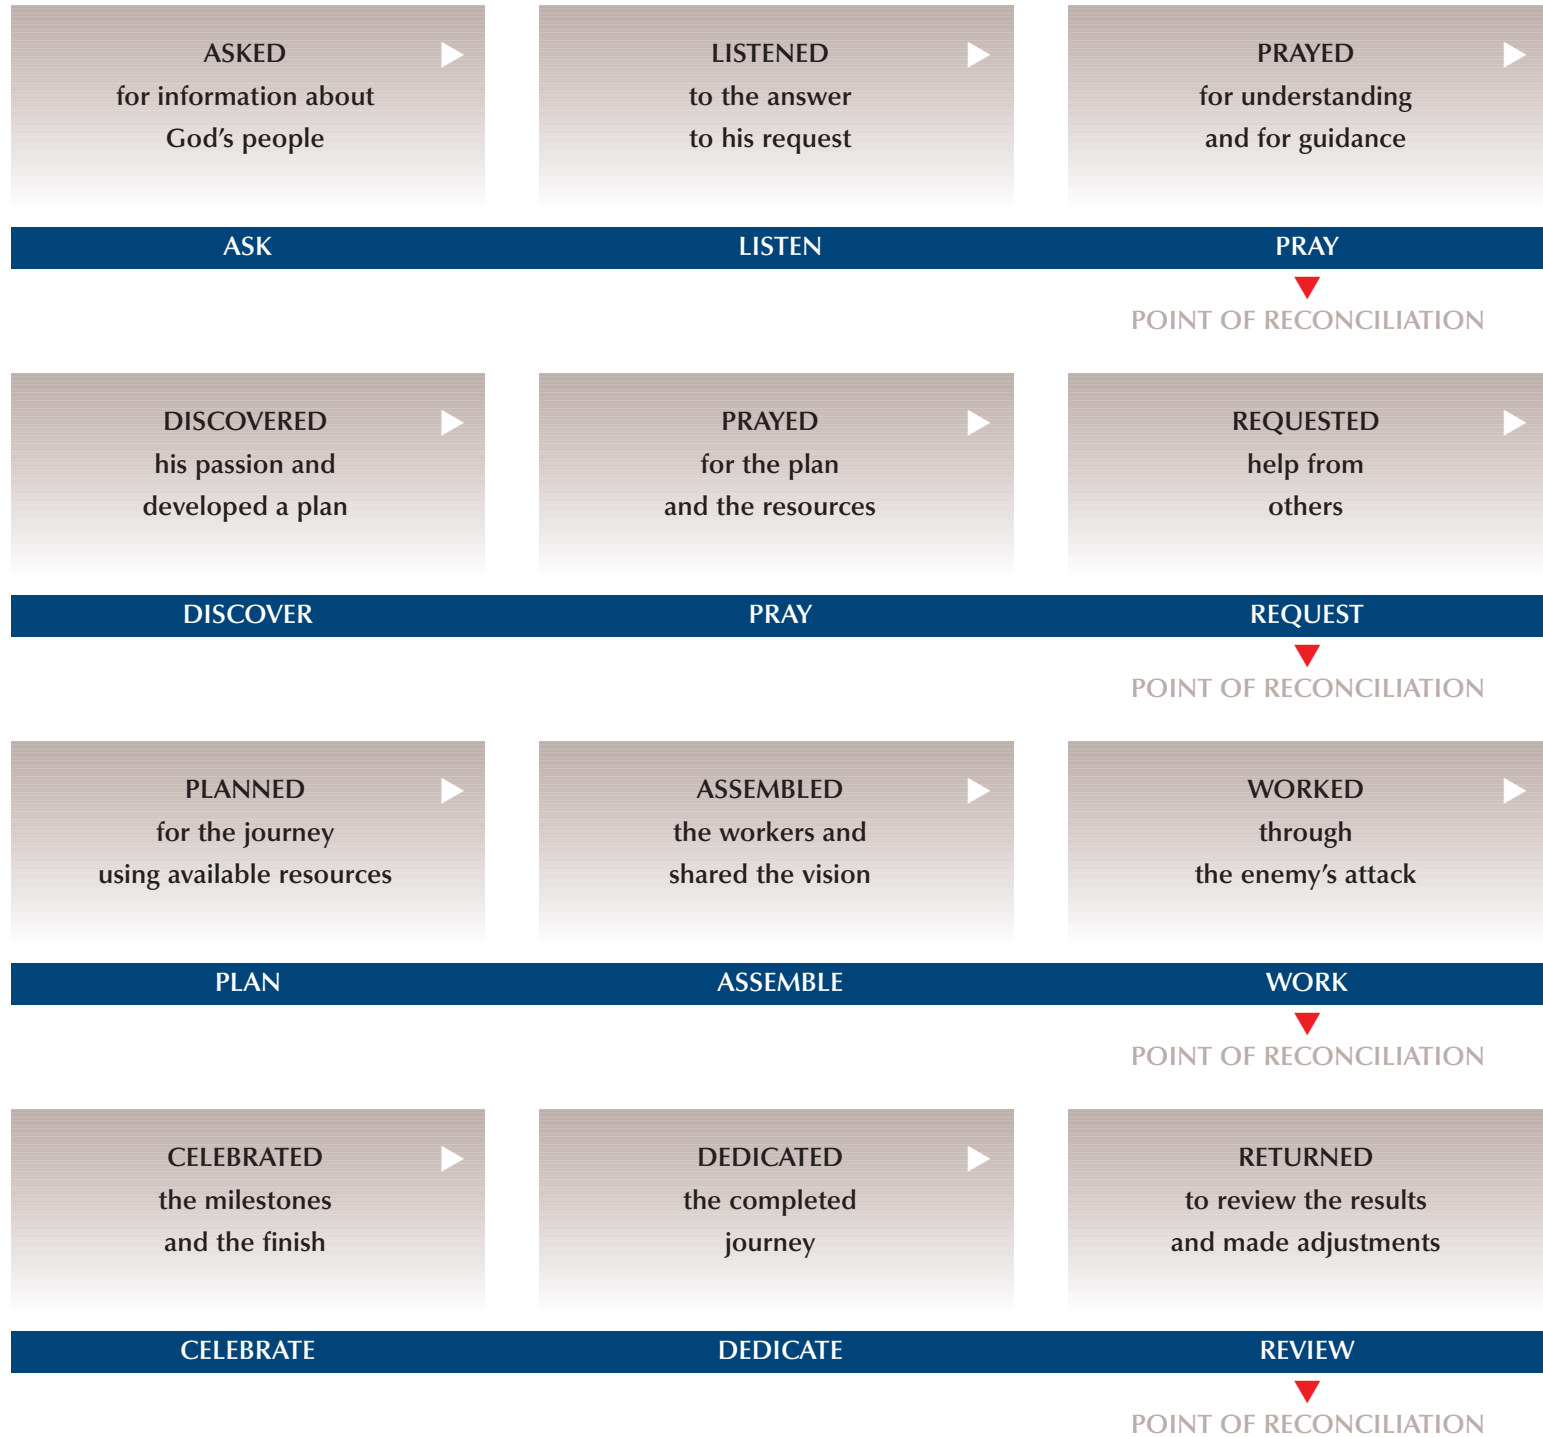 ASKED
for information about
God's people
LISTENED
to the answer
to his request
PRAYED
for understanding
and for guidance
ASK
LISTEN
PRAY
POINT OF RECONCILIATION
DISCOVERED
his passion and
developed a plan
PRAYED
for the plan
and the resources
REQUESTED
help from
others
DISCOVER
PRAY
REQUEST
POINT OF RECONCILIATION
PLANNED
for the journey
using available resources
ASSEMBLED
the workers and
shared the vision
WORKED
through
the enemy's attack
PLAN
ASSEMBLE
WORK
POINT OF RECONCILIATION
CELEBRATED
the milestones
and the finish
DEDICATED
the completed
journey
RETURNED
to review the results
and made adjustments
CELEBRATE
DEDICATE
REVIEW
POINT OF RECONCILIATION